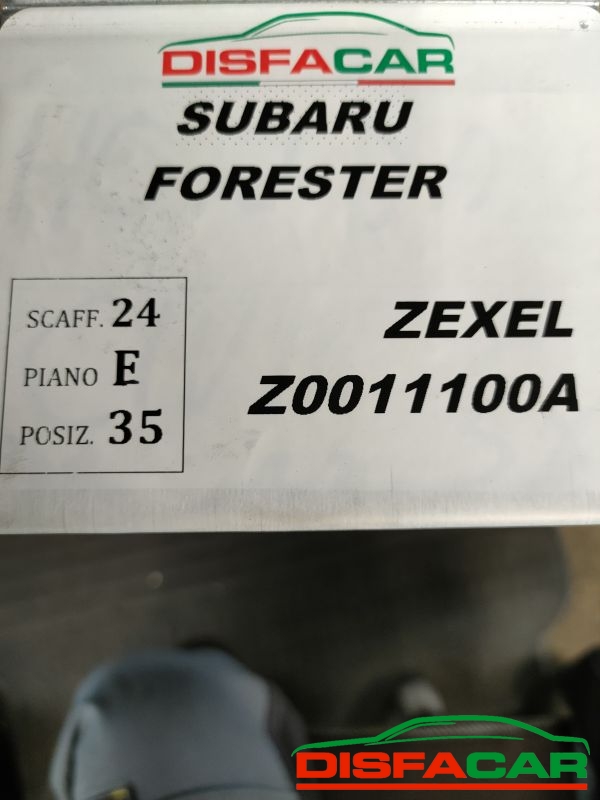 DISFACAR
SUBARU
FORESTER
SCAFF. 24
PIANO E
POSIZ. 35
ZEXEL
Z0011100A
DISFACAR